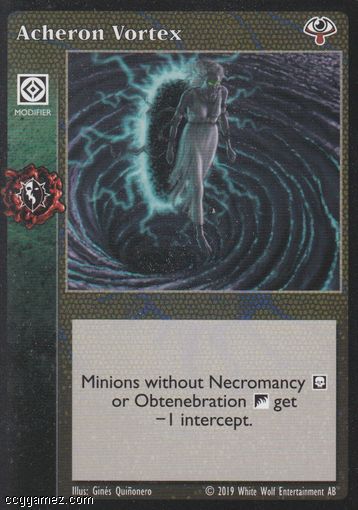 Acheron Vortex
MODIFIER
Minions without Necromancy
or Obtenebration get
−1 intercept.
Illus: Ginés Quiñonero © 2019 White Wolf Entertainment AB
ccggamez.com